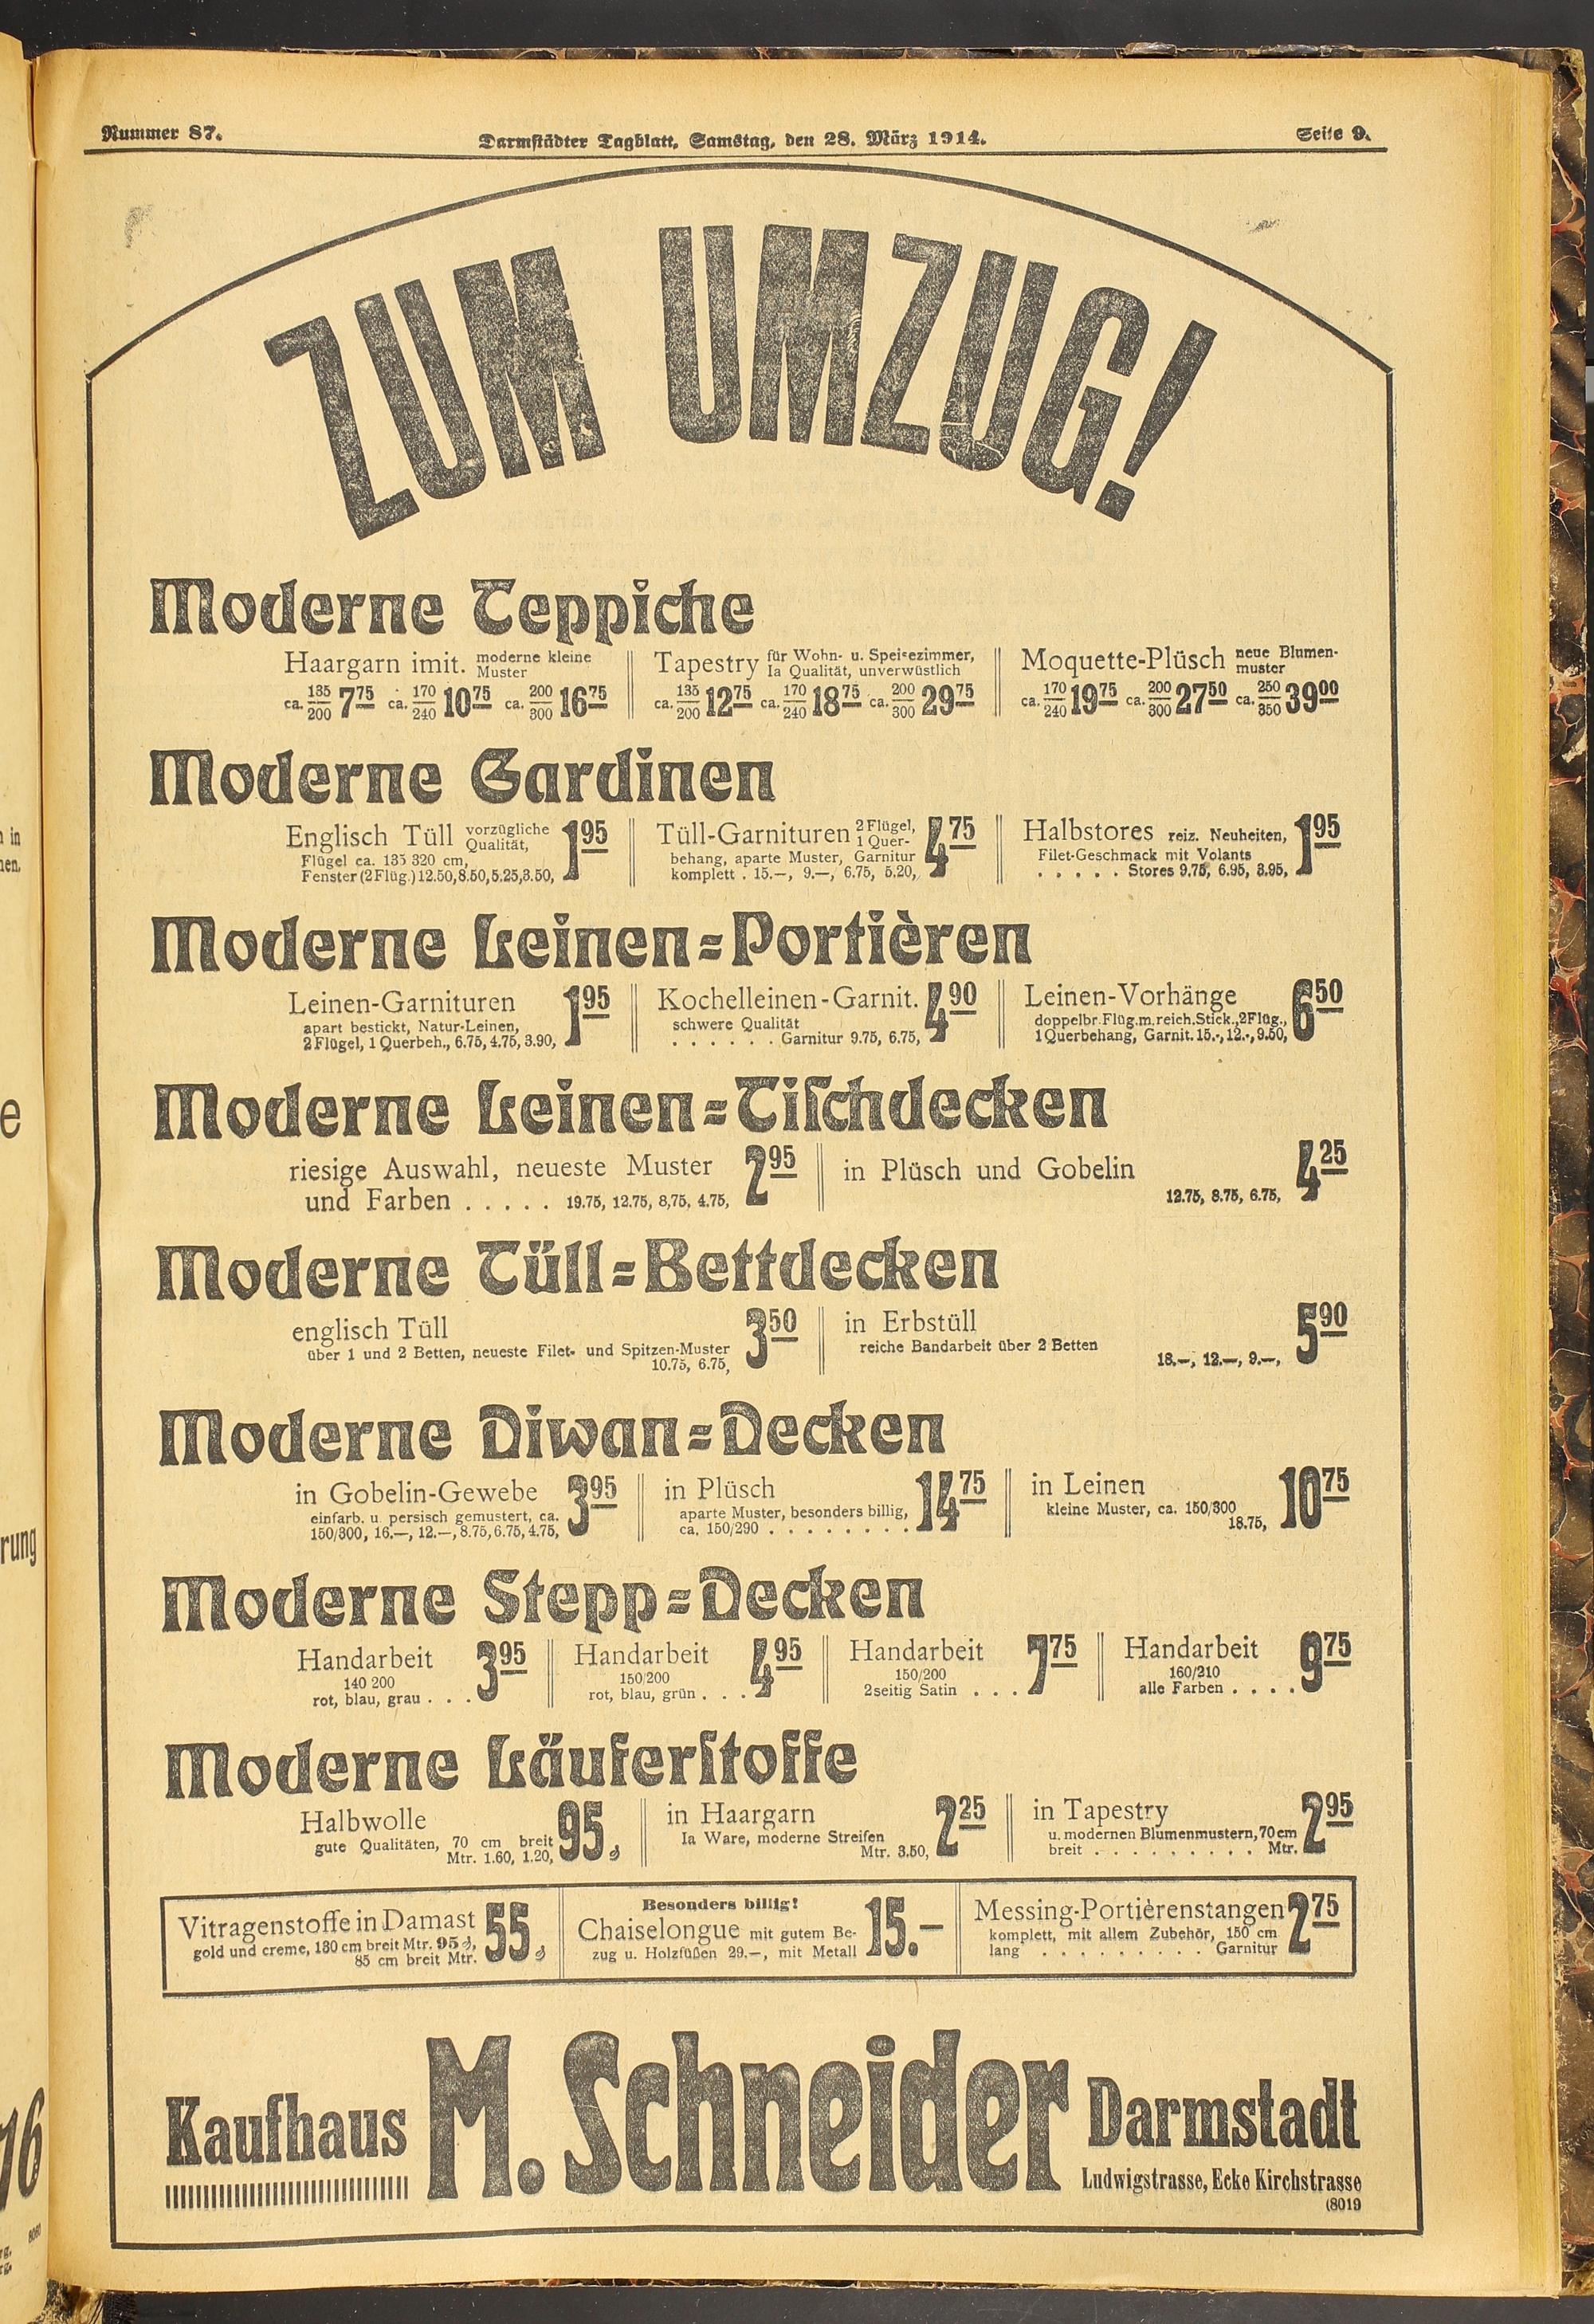 Nummer 87.
Darmstädter Tagblatt, Samstag, den 28. März 1914.
Seite 9.
ZUM UMZUG!
Moderne Teppiche
Haargarn imit. moderne kleine Muster
ca. 135/200 7 75 ca. 170/240 10 75 ca. 200/300 16 75
Tapestry für Wohn- u. Speisezimmer, Ia Qualität, unverwüstlich
ca. 135/200 12 75 ca. 170/240 18 75 ca. 200/300 29 75
Moquette-Plüsch neue Blumenmuster
ca. 170/240 19 75 ca. 200/300 27 50 ca. 250/350 39 00
Moderne Gardinen
Englisch Tüll vorzügliche Qualität,
Flügel ca. 135 320 cm,
Fenster (2 Flüg.) 12.50, 8.50, 5.25, 3.50, 1 95
Tüll-Garnituren 2 Flügel, 1 Quer-
behang, aparte Muster, Garnitur
komplett . 15.—, 9.—, 6.75, 5.20, 4 75
Halbstores reiz. Neuheiten,
Filet-Geschmack mit Volants
. . . . . Stores 9.75, 6.95, 3.95, 1 95
Moderne Leinen=Portièren
Leinen-Garnituren
apart bestickt, Natur-Leinen,
2 Flügel, 1 Querbeh., 6.75, 4.75, 3.90, 1 95
Kochelleinen-Garnit.
schwere Qualität
. . . . . . Garnitur 9.75, 6.75, 4 90
Leinen-Vorhänge
doppelbr. Flüg. m. reich. Stick., 2 Flüg.,
1 Querbehang, Garnit. 15.-, 12.-, 9.50, 6 50
Moderne Leinen=Tischdecken
riesige Auswahl, neueste Muster
und Farben . . . . . 19.75, 12.75, 8,75, 4.75, 2 95
in Plüsch und Gobelin
12.75, 8.75, 6.75, 4 25
Moderne Tüll=Bettdecken
englisch Tüll
über 1 und 2 Betten, neueste Filet- und Spitzen-Muster
10.75, 6.75, 3 50
in Erbstüll
reiche Bandarbeit über 2 Betten
18.—, 12.—, 9.—, 5 90
Moderne Diwan=Decken
in Gobelin-Gewebe
einfarb. u. persisch gemustert, ca.
150/300, 16.—, 12.—, 8.75, 6.75, 4.75, 3 95
in Plüsch
aparte Muster, besonders billig,
ca. 150/290 . . . . . . . . 14 75
in Leinen
kleine Muster, ca. 150/300
18.75, 10 75
Moderne Stepp=Decken
Handarbeit
140 200
rot, blau, grau . . . 3 95
Handarbeit
150/200
rot, blau, grün . . . 4 95
Handarbeit
150/200
2seitig Satin . . . 7 75
Handarbeit
160/210
alle Farben . . . . 9 75
Moderne Läuferstoffe
Halbwolle
gute Qualitäten, 70 cm breit
Mtr. 1.60, 1.20, 95 ₰
in Haargarn
Ia Ware, moderne Streifen
Mtr. 3.50, 2 25
in Tapestry
u. modernen Blumenmustern, 70 cm
breit . . . . . . . . . Mtr. 2 95
Vitragenstoffe in Damast
gold und creme, 130 cm breit Mtr. 95 ₰,
85 cm breit Mtr. 55 ₰
Besonders billig!
Chaiselongue mit gutem Be-
zug u. Holzfüßen 29.—, mit Metall 15.—
Messing-Portièrenstangen
komplett, mit allem Zubehör, 150 cm
lang . . . . . . . . . Garnitur 2 75
Kaufhaus M. Schneider Darmstadt
Ludwigstrasse, Ecke Kirchstrasse
(8019